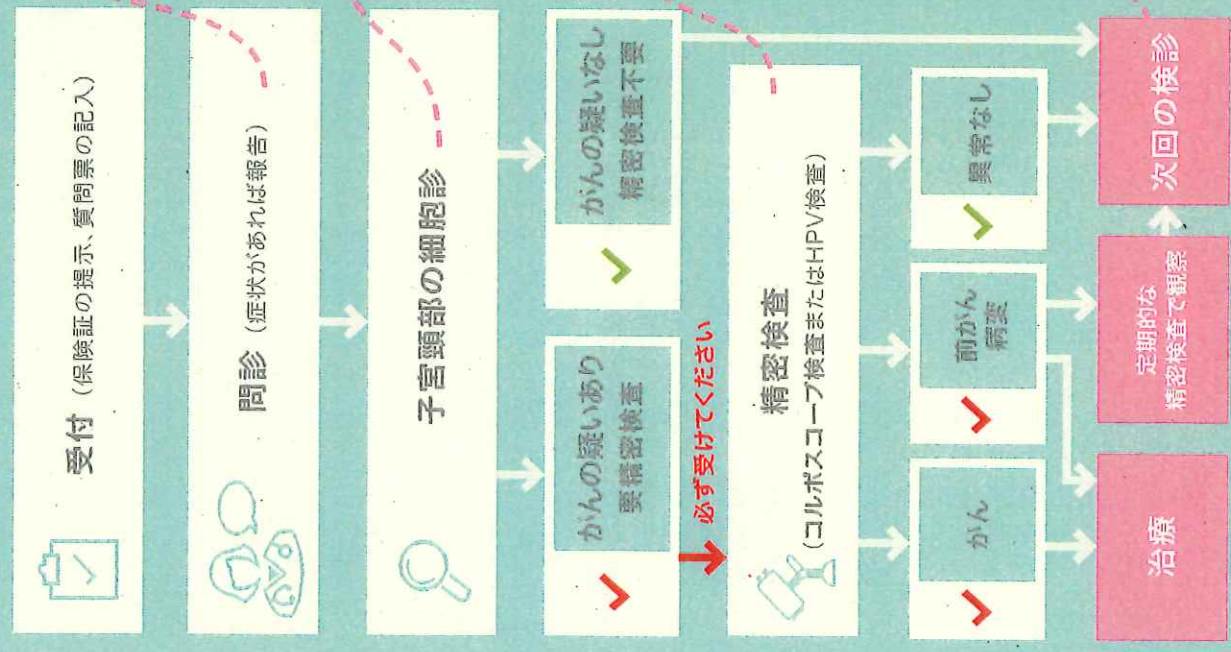 受付 (保険証の提示、質問票の記入)
問診 (症状があれば報告)
子宮頸部の細胞診
がんの疑いあり
要精密検査
がんの疑いなし
精密検査不要
必ず受けてください
精密検査
(コルポスコープ検査またはHPV検査)
がん
前がん
病変
異常なし
治療
定期的な
精密検査で観察
次回の検診